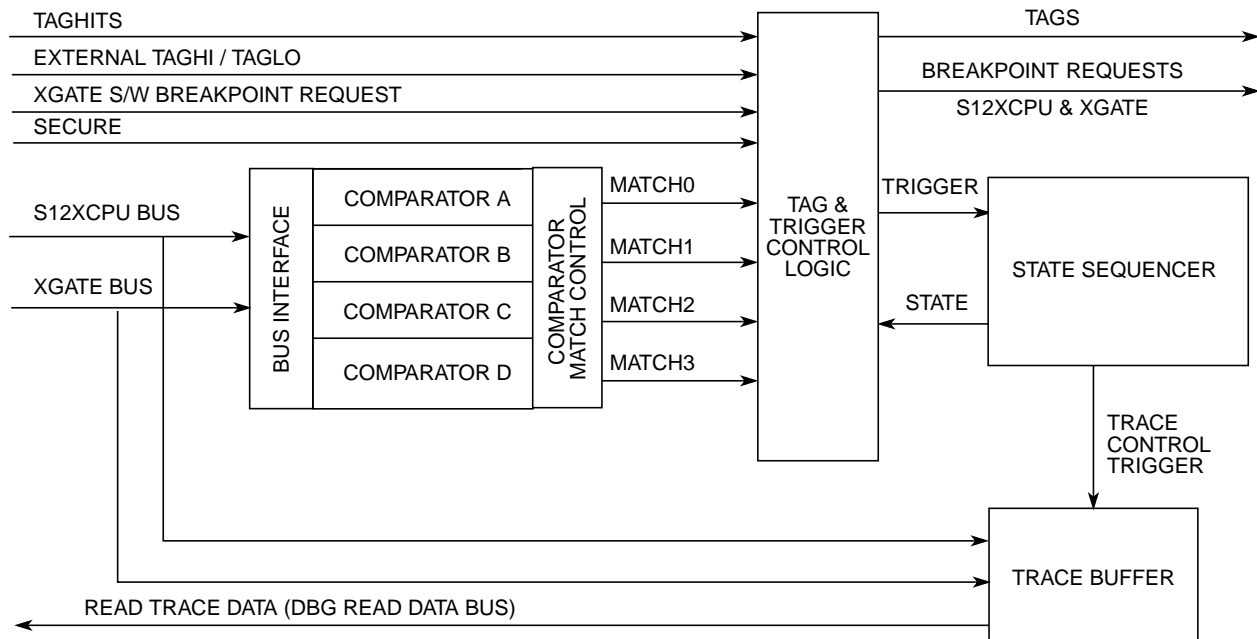 TAGHITS
TAGS
EXTERNAL TAGHI / TAGLO
BREAKPOINT REQUESTS
XGATE S/W BREAKPOINT REQUEST
S12XCPU & XGATE
SECURE
S12XCPU BUS
XGATE BUS
BUS INTERFACE
COMPARATOR A
COMPARATOR B
COMPARATOR C
COMPARATOR D
COMPARATOR
MATCH CONTROL
MATCH0
MATCH1
MATCH2
MATCH3
TAG &
TRIGGER
CONTROL
LOGIC
TRIGGER
STATE
STATE SEQUENCER
TRACE
CONTROL
TRIGGER
TRACE BUFFER
READ TRACE DATA (DBG READ DATA BUS)